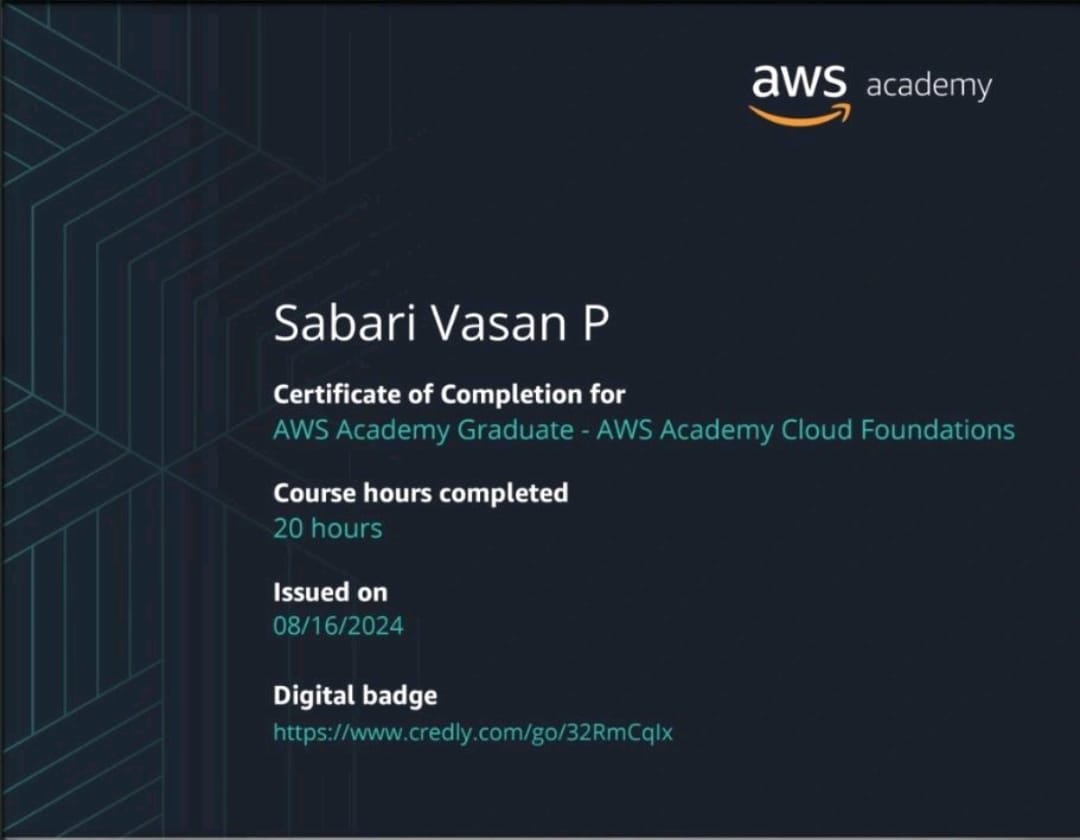 aws academy
Sabari Vasan P
Certificate of Completion for
AWS Academy Graduate - AWS Academy Cloud Foundations
Course hours completed
20 hours
Issued on
08/16/2024
Digital badge
https://www.credly.com/go/32RmCqIx